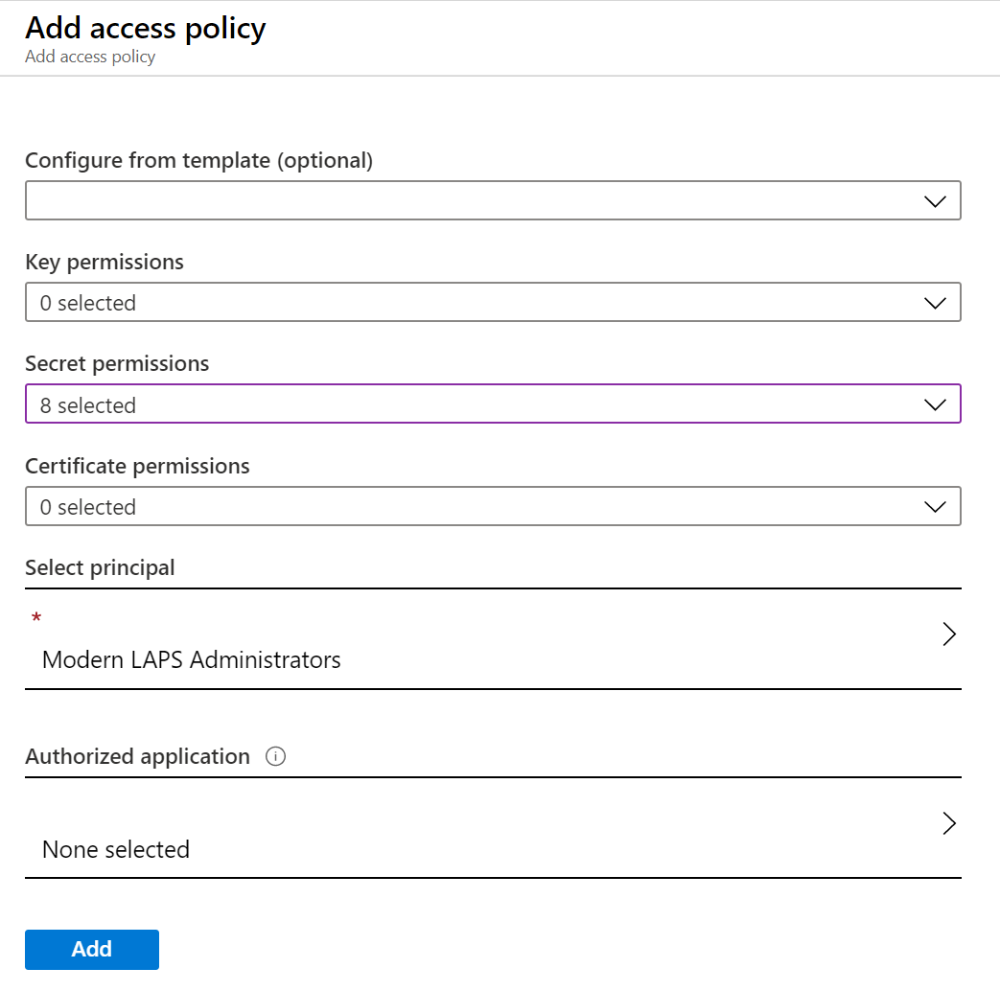 Add access policy
Add access policy
Configure from template (optional)
Key permissions
0 selected
Secret permissions
8 selected
Certificate permissions
0 selected
Select principal
*
Modern LAPS Administrators
Authorized application
None selected
Add